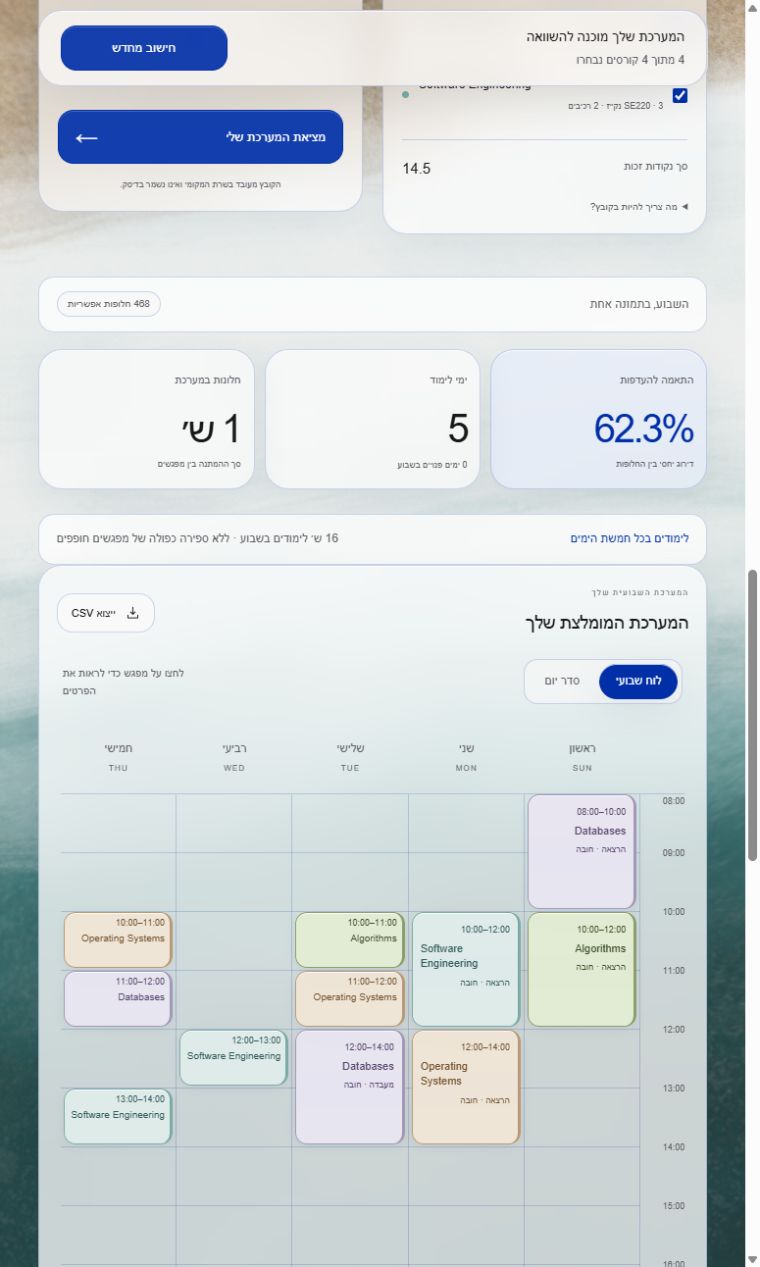 המערכת שלך מוכנה להשוואה
4 מתוך 4 קורסים נבחרו
חישוב מחדש
Software Engineering
SE220 · 3 נק״ז · 2 רכיבים
סך נקודות זכות
14.5
מה צריך להיות בקובץ?
מציאת המערכת שלי
הקובץ מעובד בשרת המקומי ואינו נשמר בדיסק.
השבוע, בתמונה אחת
468 חלופות אפשריות
התאמה להעדפות
62.3%
דירוג יחסי בין החלופות
ימי לימוד
5
0 ימים פנויים בשבוע
חלונות במערכת
1 ש׳
סך ההמתנה בין מפגשים
לימודים בכל חמשת הימים
16 ש׳ לימודים בשבוע · ללא ספירה כפולה של מפגשים חופפים
המערכת השבועית שלך
המערכת המומלצת שלך
ייצוא CSV
לוח שבועי
סדר יום
לחצו על מפגש כדי לראות את
הפרטים
ראשון
SUN
שני
MON
שלישי
TUE
רביעי
WED
חמישי
THU
08:00
09:00
10:00
11:00
12:00
13:00
14:00
15:00
16:00
08:00–10:00
Databases
הרצאה · חובה
10:00–12:00
Algorithms
הרצאה · חובה
10:00–12:00
Software
Engineering
הרצאה · חובה
12:00–14:00
Operating
Systems
הרצאה · חובה
10:00–11:00
Algorithms
11:00–12:00
Operating Systems
12:00–14:00
Databases
מעבדה · חובה
12:00–13:00
Software Engineering
10:00–11:00
Operating Systems
11:00–12:00
Databases
13:00–14:00
Software Engineering